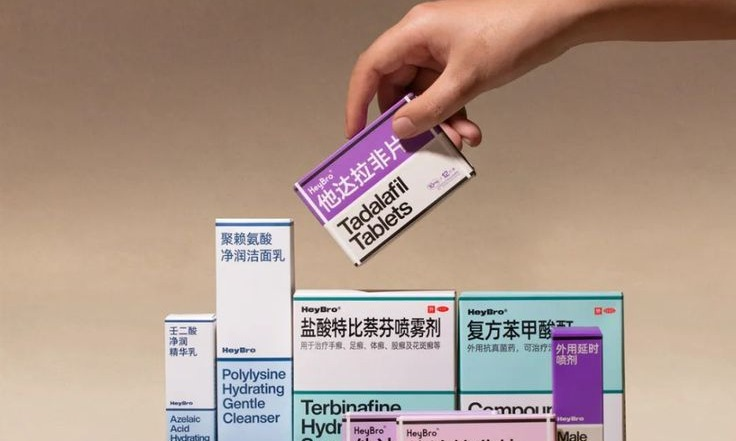 HeyBro
他达拉非片
Tadalafil
Tablets
聚赖氨酸
净润洁面乳
HeyBro
Polylysine
Hydrating
Gentle
Cleanser
壬二酸
净润
精华乳
HeyBro
Azelaic
Acid
Hydrating
HeyBro
盐酸特比萘芬喷雾剂
用于治疗手癣、足癣、体癣、股癣及花斑癣等
Terbinafine
HeyBro
复方苯甲酸酊
外用抗真菌药，可治疗
外用延时
喷剂
Male
HeyBro
HeyBro